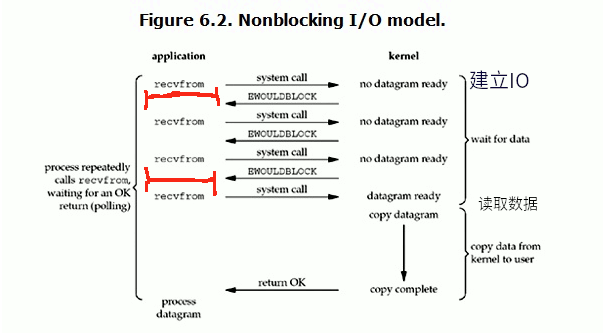 Figure 6.2. Nonblocking I/O model.
application kernel
recvfrom system call no datagram ready 建立IO
EWOULDBLOCK
recvfrom system call no datagram ready
EWOULDBLOCK
wait for data
recvfrom system call no datagram ready
process repeatedly
calls recvfrom,
waiting for an OK
return (polling)
EWOULDBLOCK
recvfrom system call datagram ready 读取数据
copy datagram
copy data from
kernel to user
return OK copy complete
process
datagram